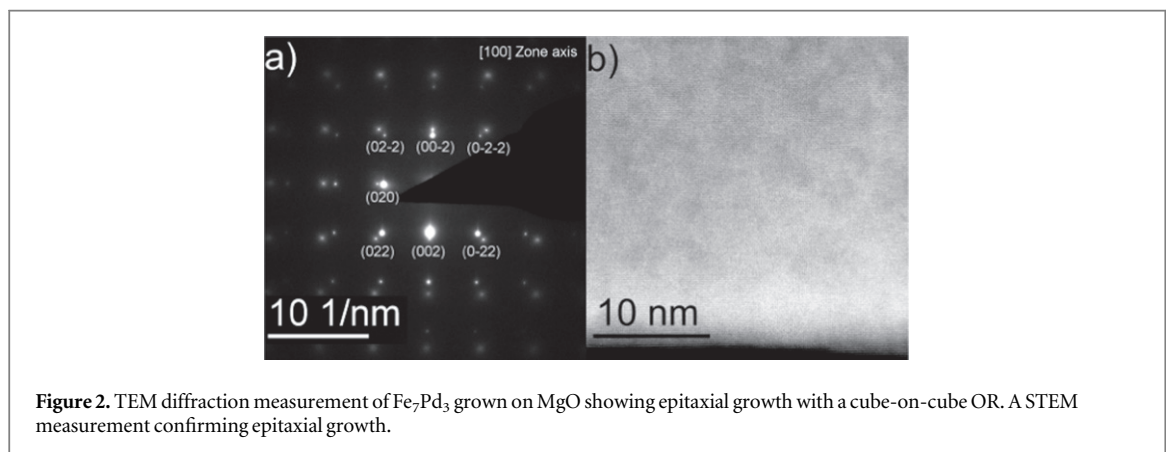 a)
[100] Zone axis
b)
(02-2) (00-2) (0-2-2)
(020)
(022) (002) (0-22)
10 1/nm
10 nm
Figure 2. TEM diffraction measurement of Fe₇Pd₃ grown on MgO showing epitaxial growth with a cube-on-cube OR. A STEM
measurement confirming epitaxial growth.